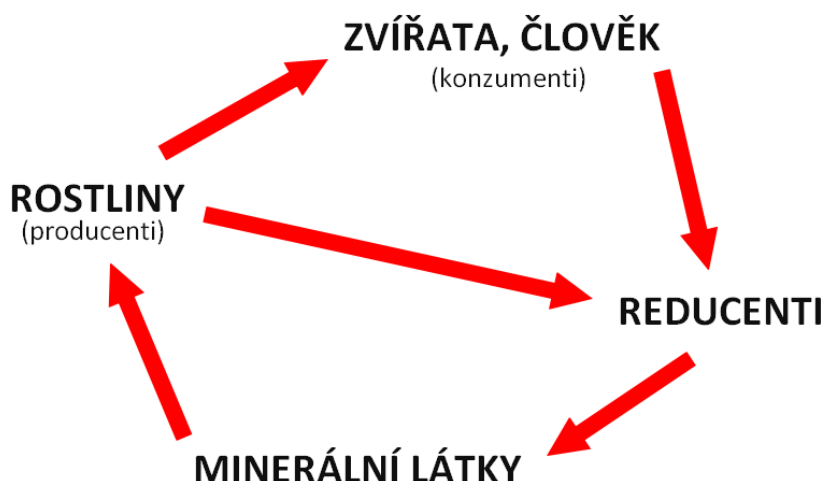 ZVÍŘATA, ČLOVĚK
(konzumenti)
ROSTLINY
(producenti)
REDUCENTI
MINERÁLNÍ LÁTKY